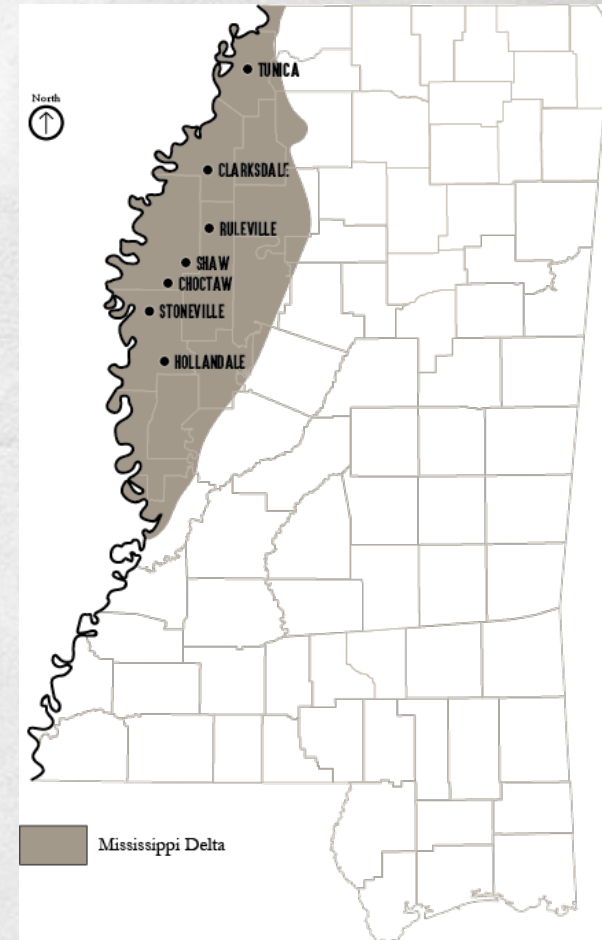 TUNICA
North
CLARKSDALE
RULEVILLE
SHAW
CHOCTAW
STONEVILLE
HOLLANDALE
Mississippi Delta